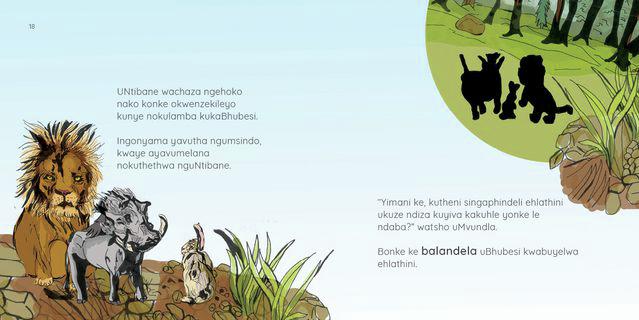 18
UNtibane wachaza ngehoko
nako konke okwenzekileyo
kunye nokulamba kukaBhubesi.
Ingonyama yavutha ngumsindo,
kwaye ayavumelana
nokuthethwa nguNtibane.
“Yimani ke, kutheni singaphindeli ehlathini
ukuze ndiza kuyiva kakuhle yonke le
ndaba?” watsho uMvundla.
Bonke ke balandela uBhubesi kwabuyelwa
ehlathini.